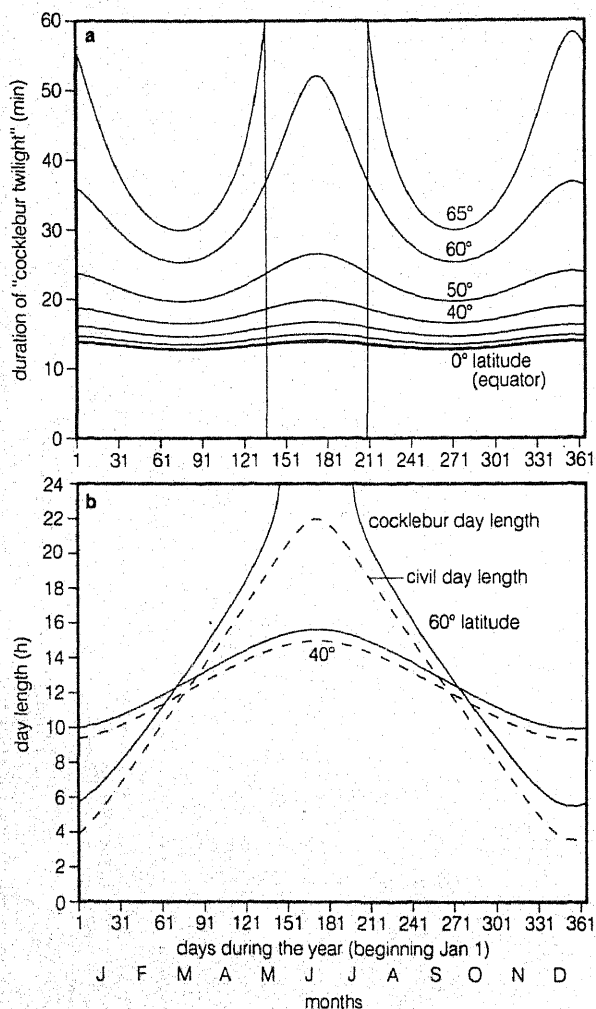 a
duration of "cocklebur twilight" (min)
60
50
40
30
20
10
0
65°
60°
50°
40°
0° latitude
(equator)
1 31 61 91 121 151 181 211 241 271 301 331 361
b
day length (h)
24
22
20
18
16
14
12
10
8
6
4
2
0
cocklebur day length
civil day length
60° latitude
40°
1 31 61 91 121 151 181 211 241 271 301 331 361
days during the year (beginning Jan 1)
J F M A M J J A S O N D
months